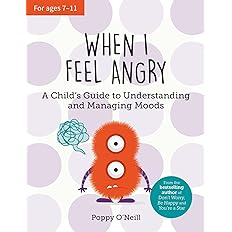 For ages 7–11
WHEN I
FEEL ANGRY
A Child's Guide to Understanding
and Managing Moods
From the
bestselling
author of
Don't Worry,
Be Happy and
You're a Star
Poppy O'Neill